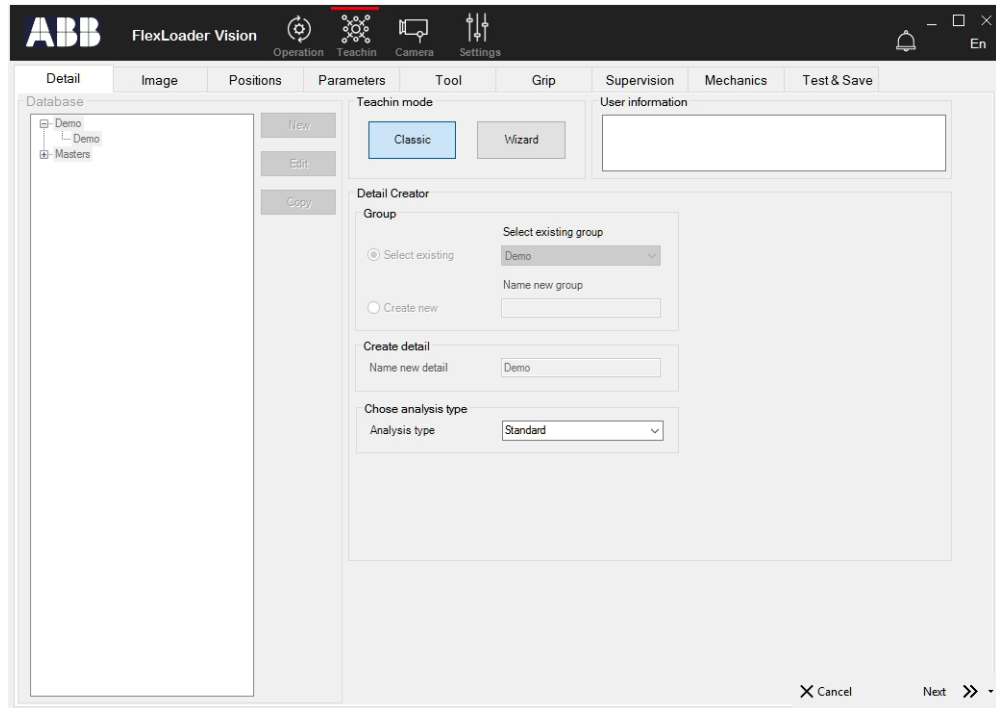 ABB FlexLoader Vision Operation Teachin Camera Settings En
Detail Image Positions Parameters Tool Grip Supervision Mechanics Test & Save
Database
Demo
Demo
Masters
New
Edit
Copy
Teachin mode
Classic Wizard
User information
Detail Creator
Group
Select existing group
Select existing Demo
Name new group
Create new
Create detail
Name new detail Demo
Chose analysis type
Analysis type Standard
Cancel Next